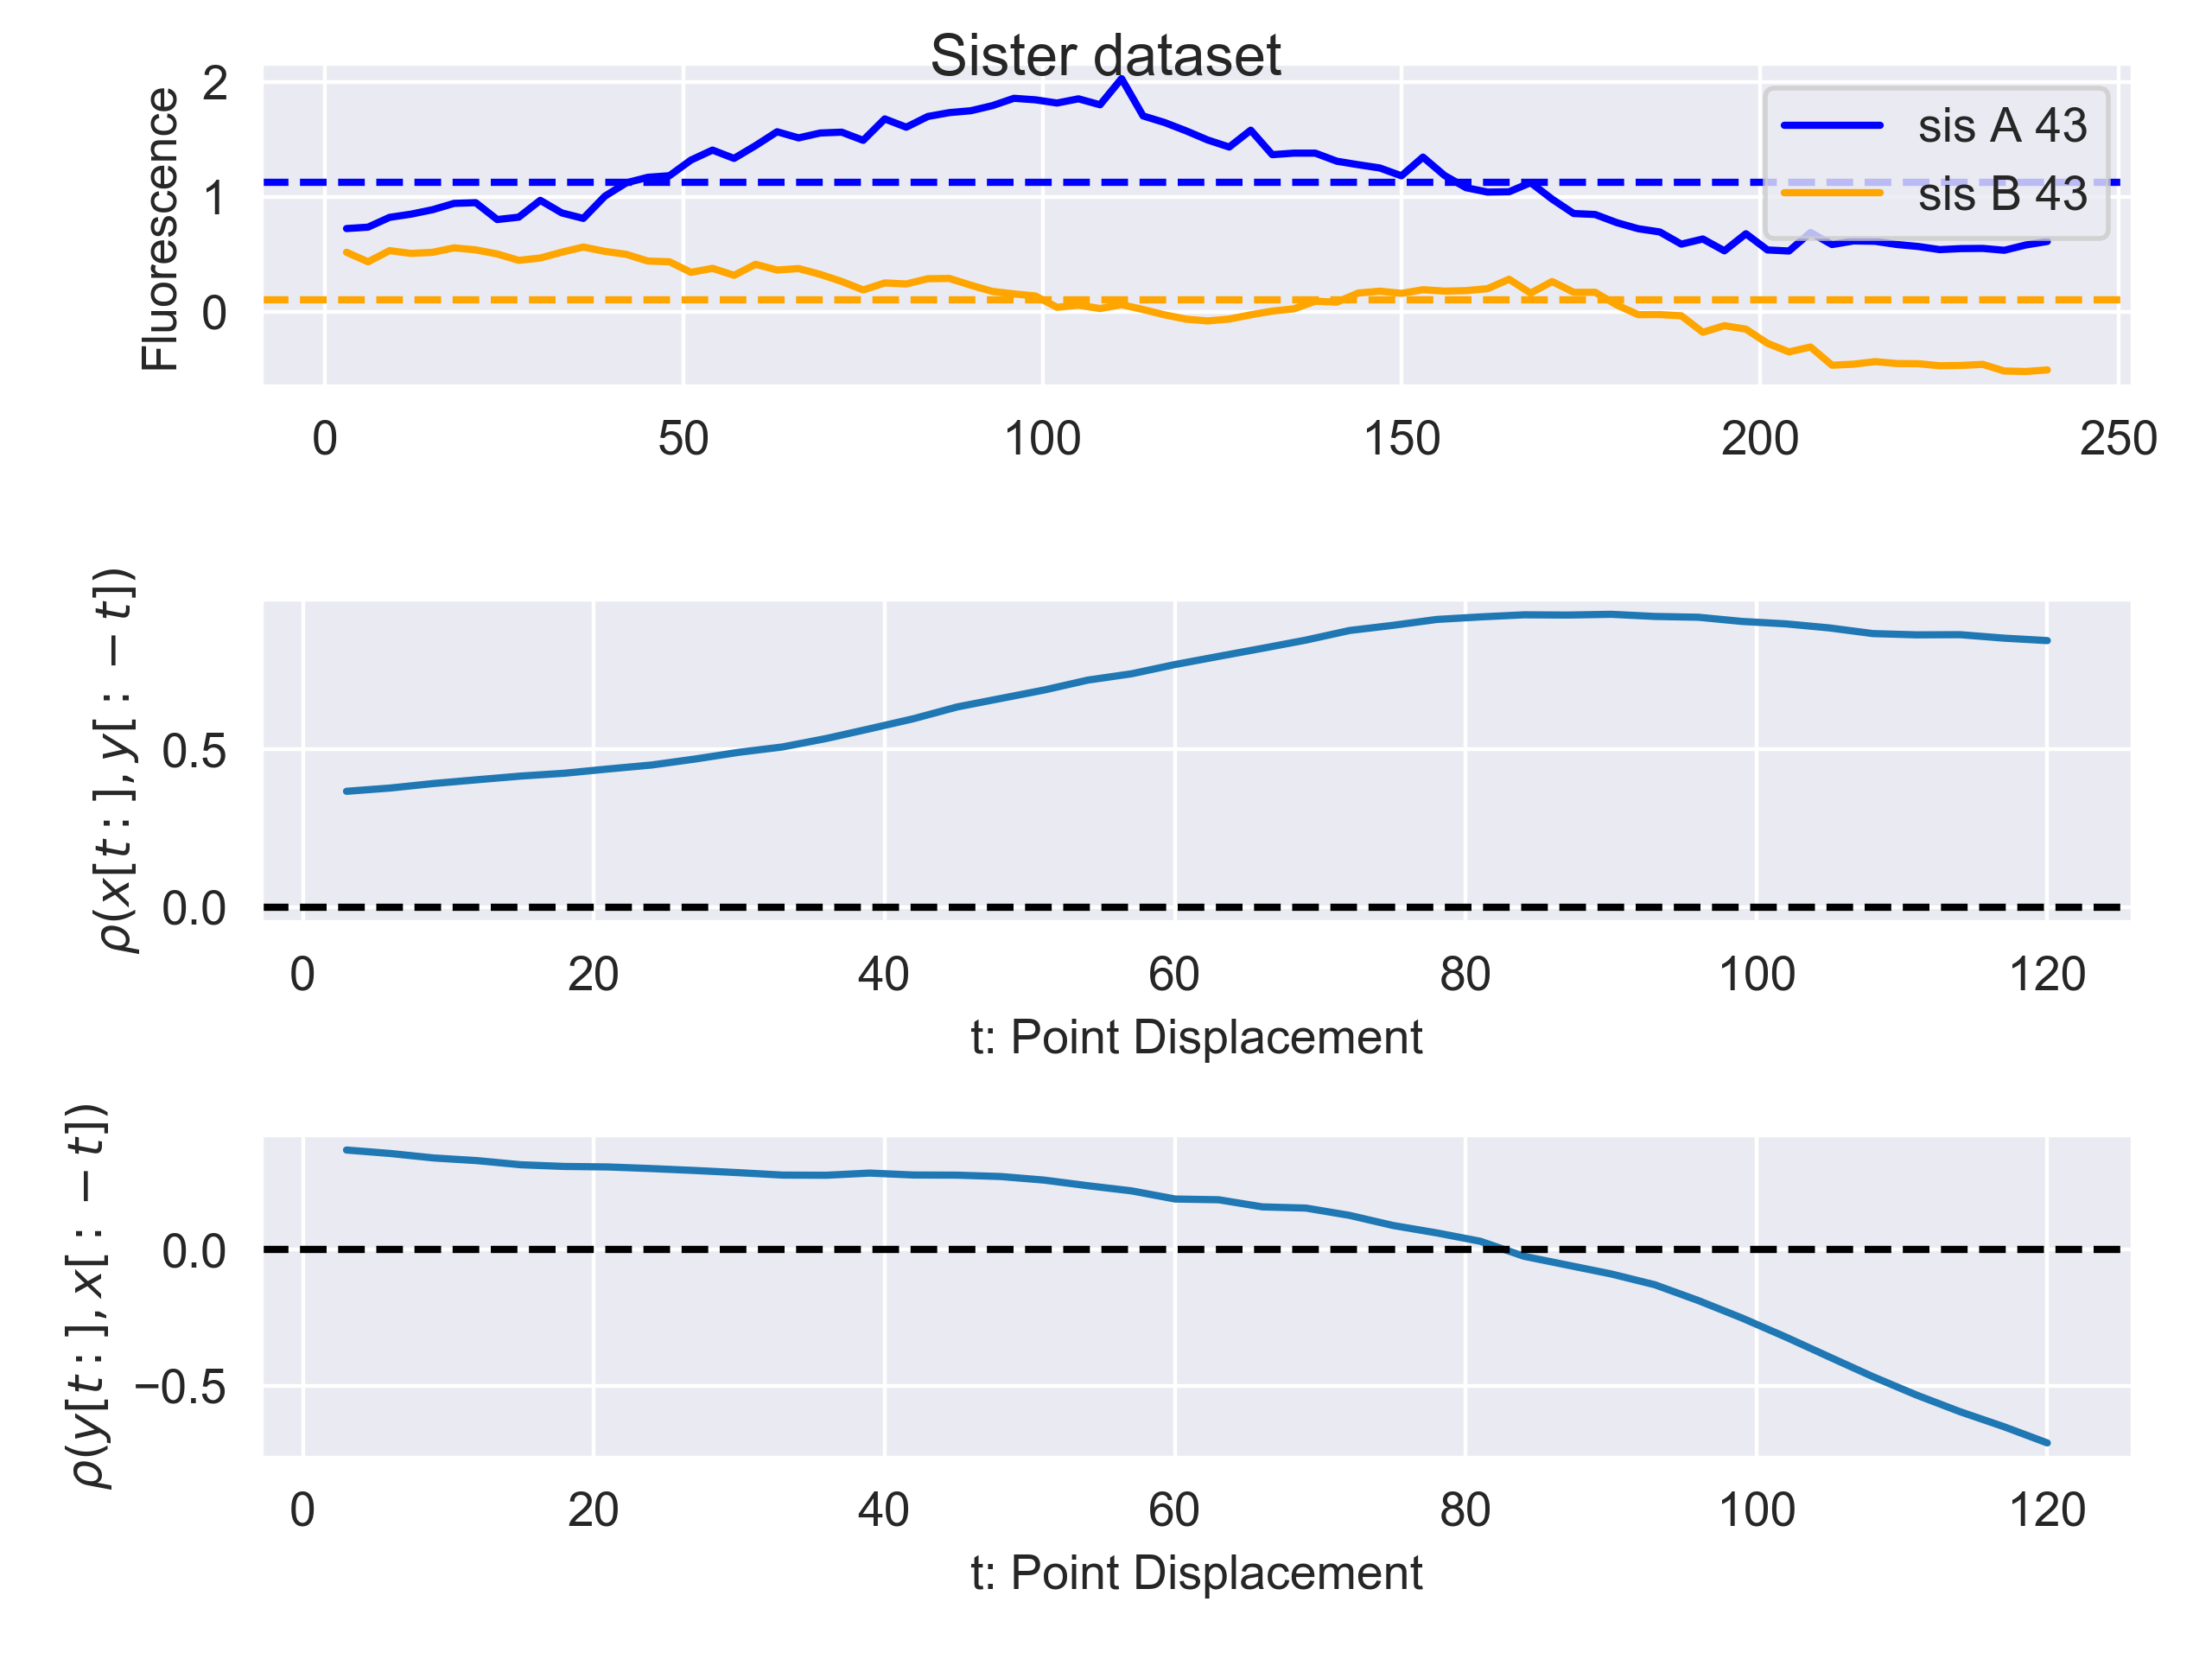 Sister dataset
Fluorescence
2
1
0
sis A 43
sis B 43
0 50 100 150 200 250
ρ(x[t:], y[: − t])
0.5
0.0
0 20 40 60 80 100 120
t: Point Displacement
ρ(y[t:], x[: − t])
0.0
−0.5
0 20 40 60 80 100 120
t: Point Displacement